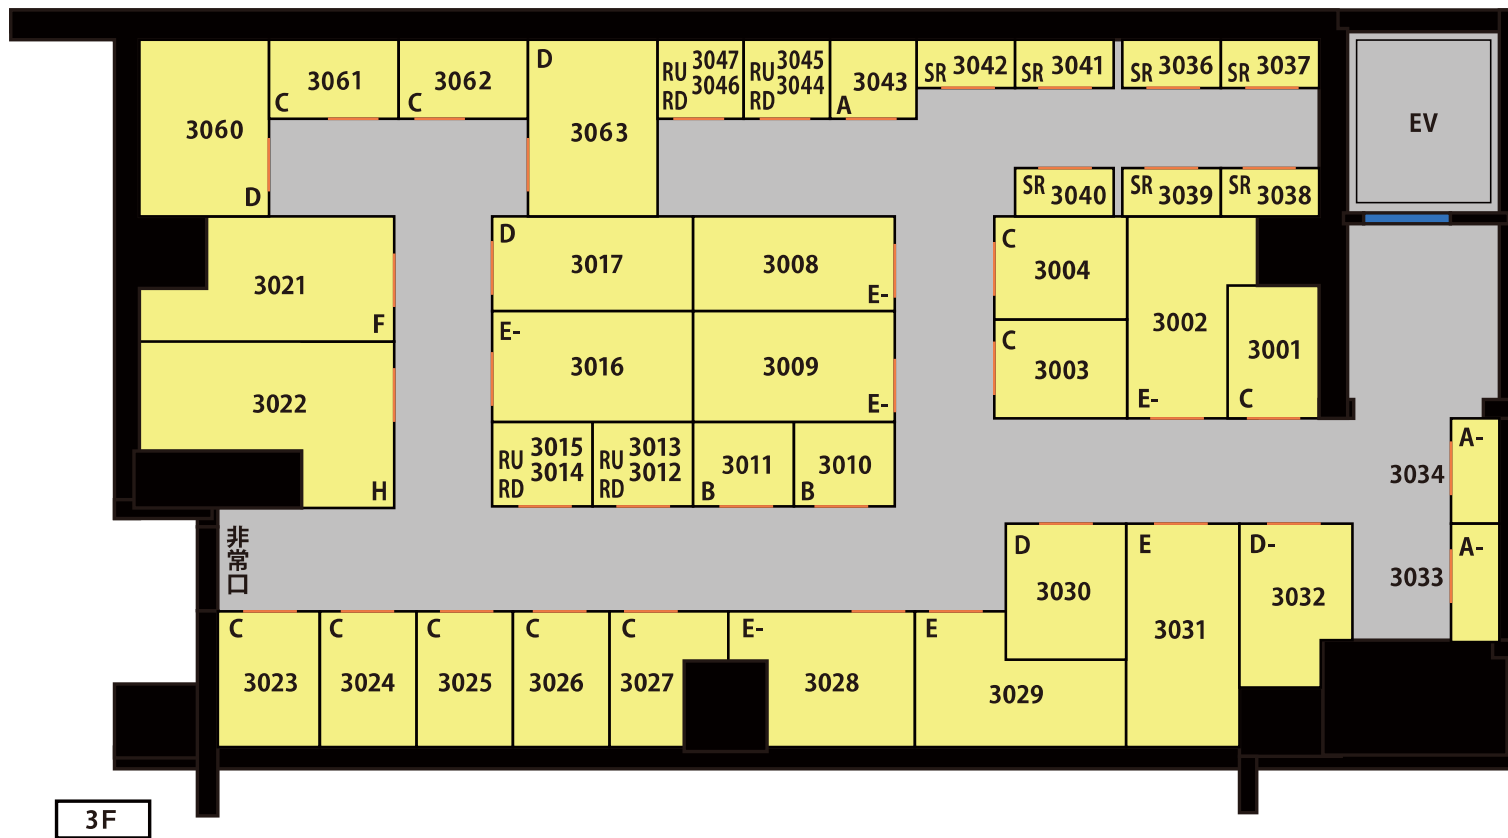 3060
D
3061
C
3062
C
D
3063
RU 3047
RD 3046
RU 3045
RD 3044
3043
A
SR 3042
SR 3041
SR 3036
SR 3037
EV
SR 3040
SR 3039
SR 3038
3021
F
3022
H
D
3017
3008
E-
E-
3016
3009
E-
RU 3015
RD 3014
RU 3013
RD 3012
3011
B
3010
B
C
3004
C
3003
3002
E-
3001
C
A-
3034
A-
3033
非常口
D
3030
E
3031
D-
3032
C
3023
C
3024
C
3025
C
3026
C
3027
E-
3028
E
3029
3F